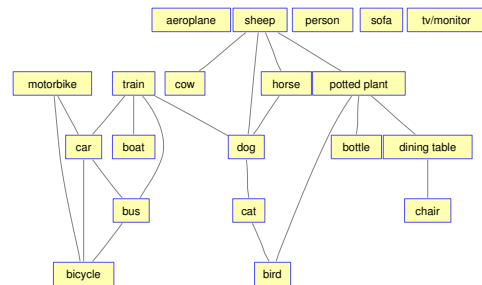 aeroplane sheep person sofa tv/monitor
motorbike train cow horse potted plant
car boat dog bottle dining table
bus cat chair
bicycle bird